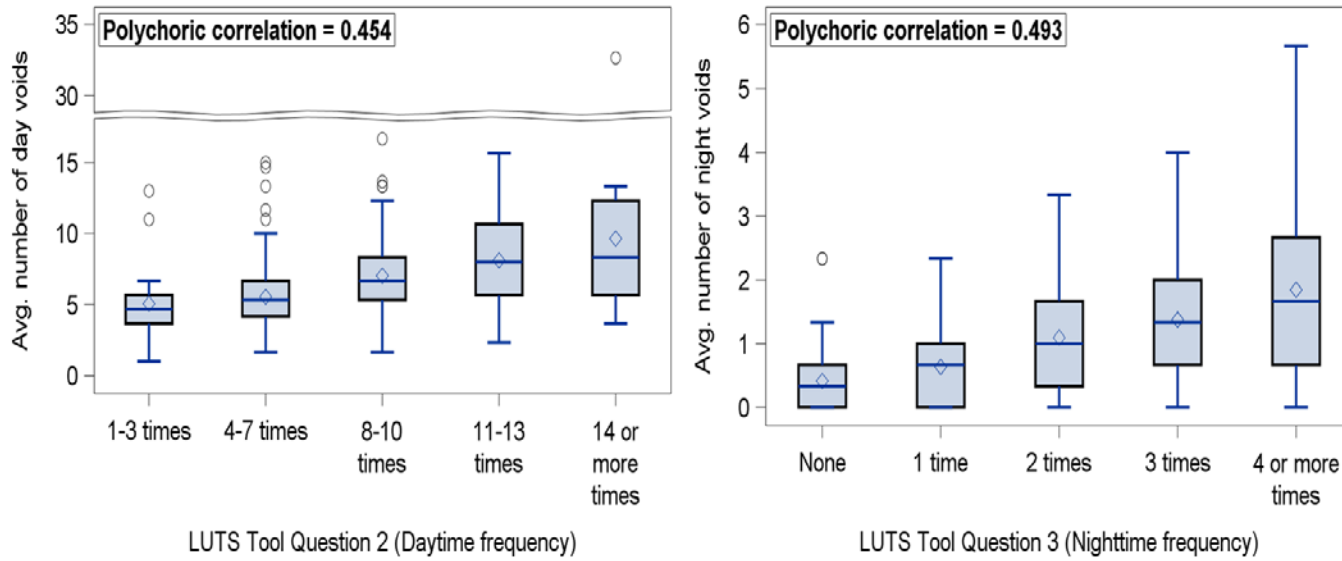 Polychoric correlation = 0.454
Avg. number of day voids
35
30
15
10
5
0
1-3 times
4-7 times
8-10
times
11-13
times
14 or
more
times
LUTS Tool Question 2 (Daytime frequency)
Polychoric correlation = 0.493
Avg. number of night voids
6
5
4
3
2
1
0
None
1 time
2 times
3 times
4 or more
times
LUTS Tool Question 3 (Nighttime frequency)